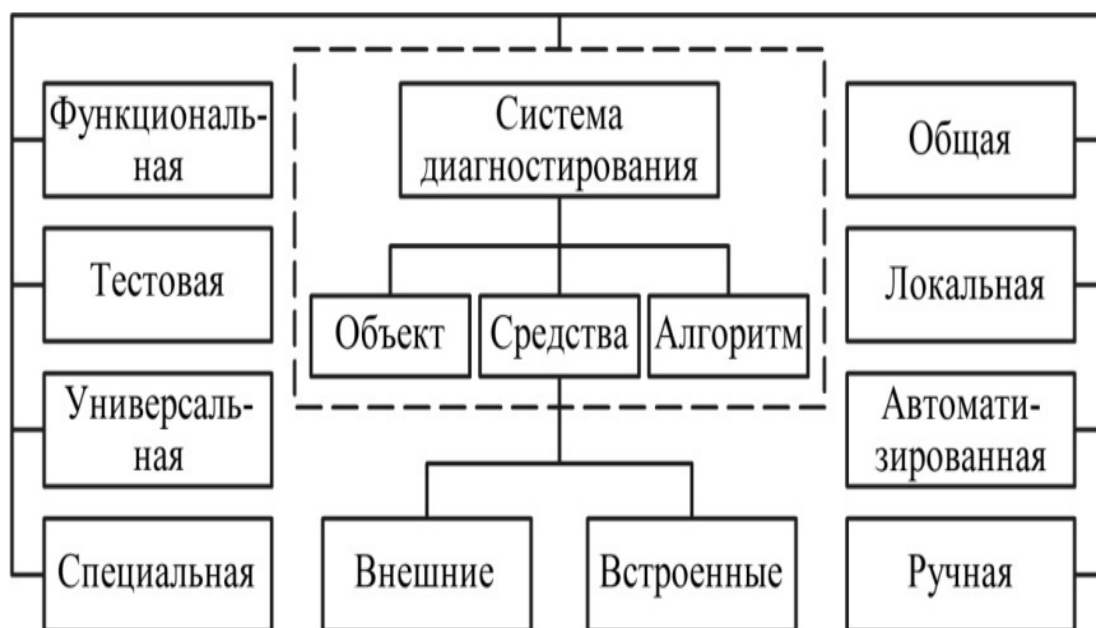 Функциональ-
ная
Тестовая
Универсаль-
ная
Специальная
Система
диагностирования
Объект
Средства
Алгоритм
Внешние
Встроенные
Общая
Локальная
Автомати-
зированная
Ручная